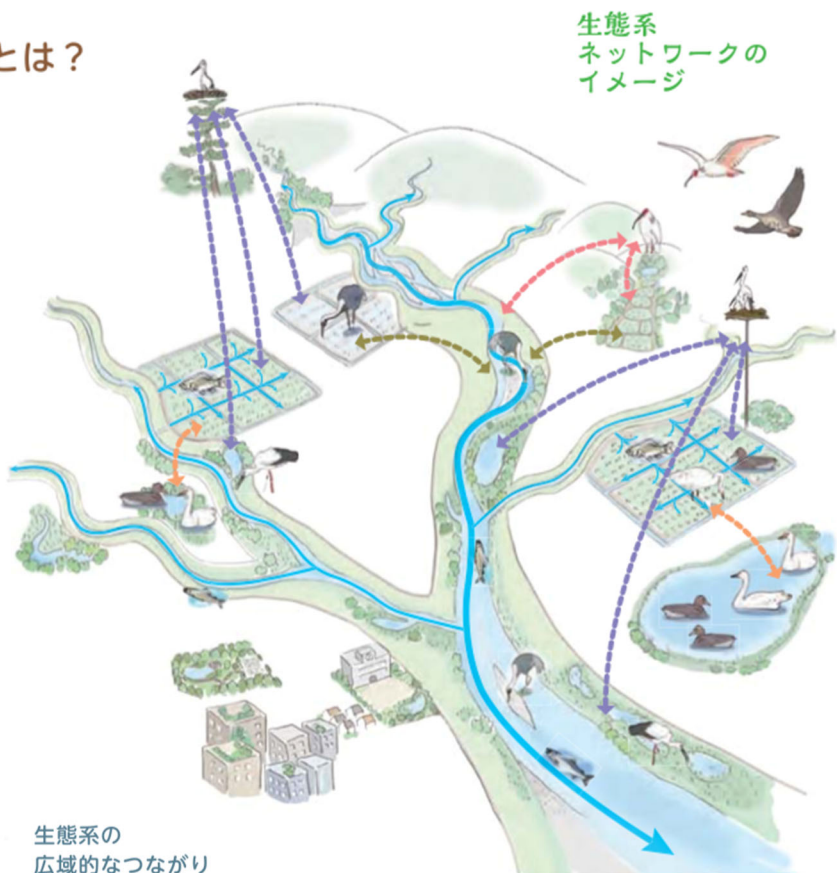 とは？
生態系
ネットワークの
イメージ
生態系の
広域的なつながり